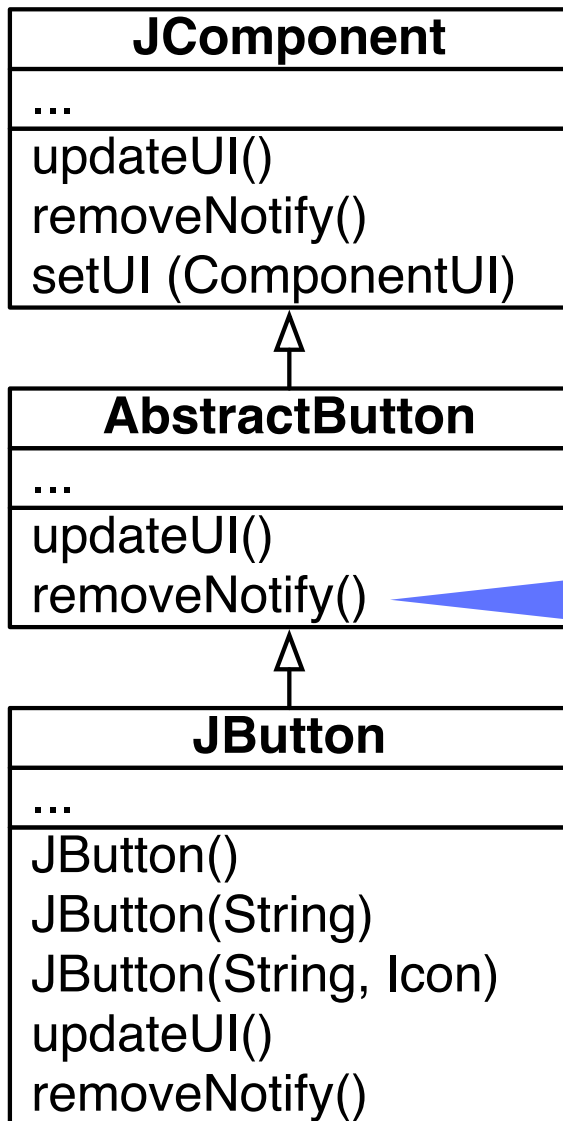 JComponent
...
updateUI()
removeNotify()
setUI (ComponentUI)
AbstractButton
...
updateUI()
removeNotify()
JButton
...
JButton()
JButton(String)
JButton(String, Icon)
updateUI()
removeNotify()